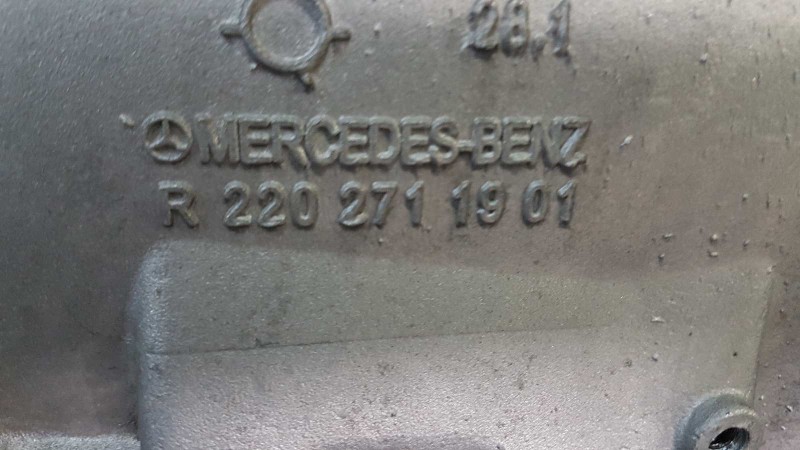 28.1
MERCEDES-BENZ
R 220 271 19 01